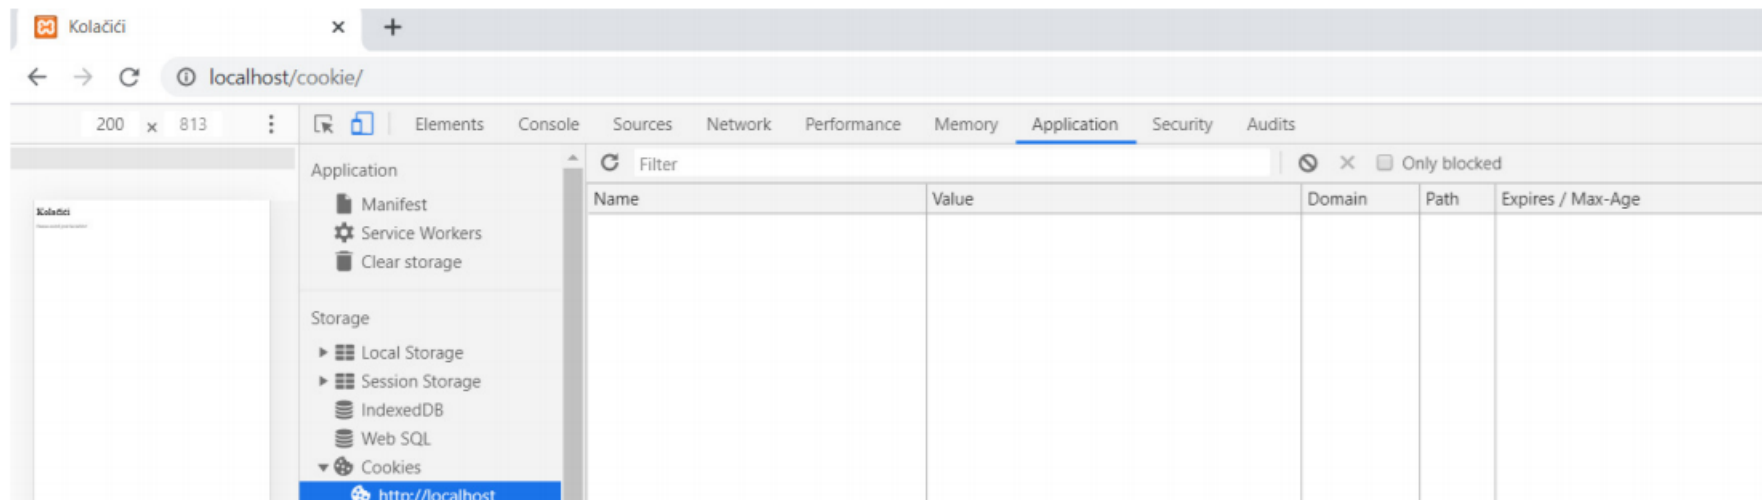 Kolačići
localhost/cookie/
200 x 813
Elements Console Sources Network Performance Memory Application Security Audits
Application
Manifest
Service Workers
Clear storage
Storage
Local Storage
Session Storage
IndexedDB
Web SQL
Cookies
http://localhost
Filter
Only blocked
Name Value Domain Path Expires / Max-Age
Kolačići